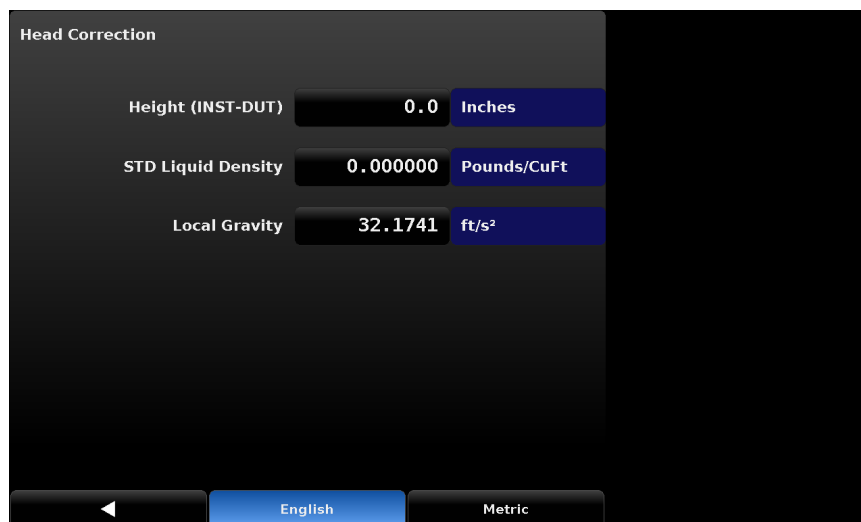 Head Correction
Height (INST-DUT) 0.0 Inches
STD Liquid Density 0.000000 Pounds/CuFt
Local Gravity 32.1741 ft/s²
English Metric